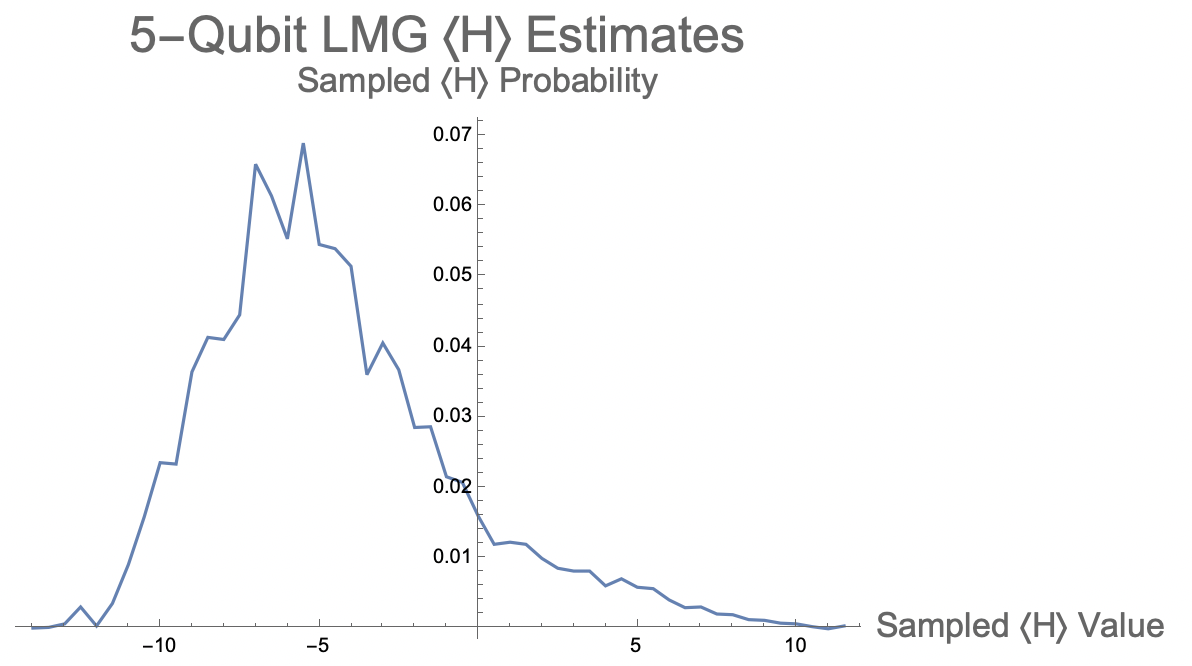 5–Qubit LMG ⟨H⟩ Estimates
Sampled ⟨H⟩ Probability
0.07
0.06
0.05
0.04
0.03
0.02
0.01
−10 −5 5 10
Sampled ⟨H⟩ Value